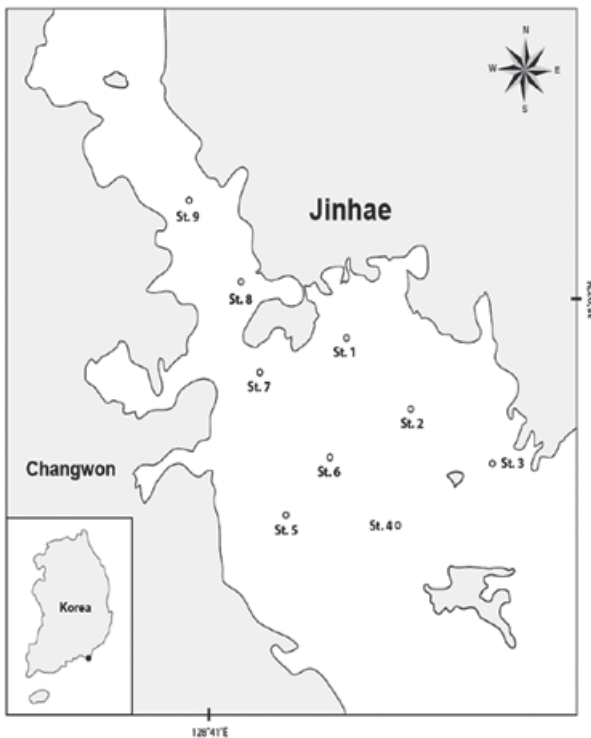 N
W
E
S
St. 9
Jinhae
St. 8
St. 1
St. 7
St. 2
St. 3
St. 6
Changwon
St. 5
St. 4
Korea
128°41'E